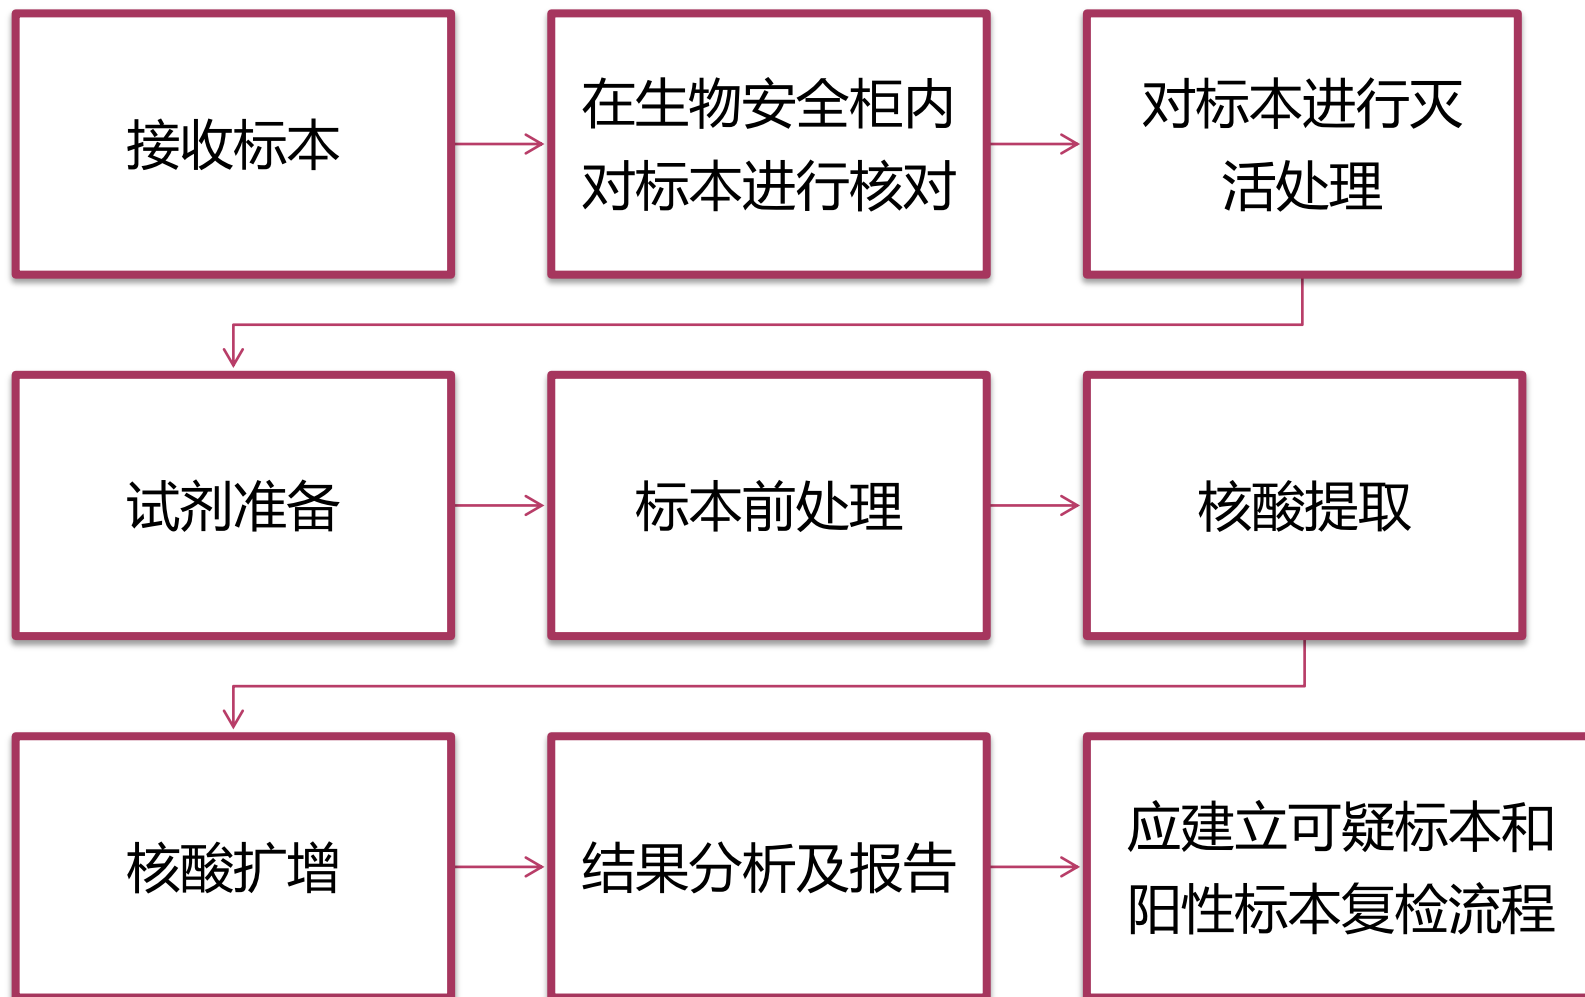 接收标本
在生物安全柜内
对标本进行核对
对标本进行灭
活处理
试剂准备
标本前处理
核酸提取
核酸扩增
结果分析及报告
应建立可疑标本和
阳性标本复检流程